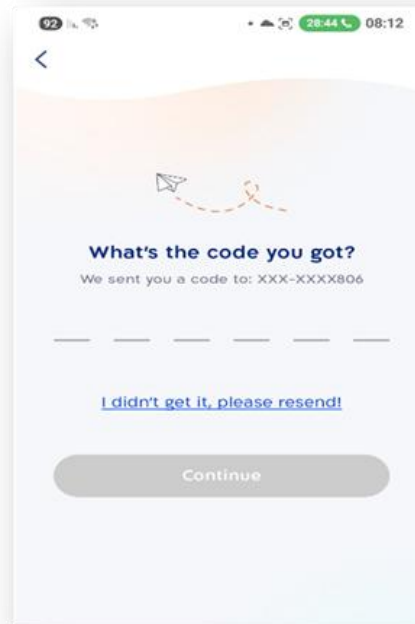 92 28:44 08:12
What's the code you got?
We sent you a code to: XXX-XXXX806
I didn't get it, please resend!
Continue